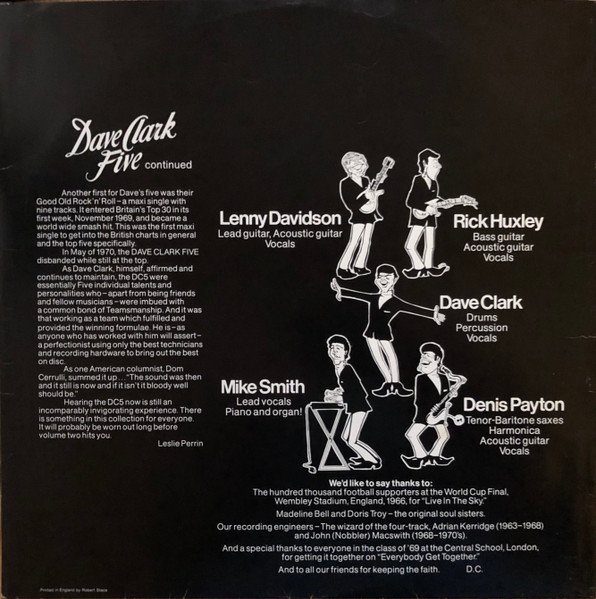 Dave Clark
Five continued
Another first for Dave's five was their
Good Old Rock 'n' Roll – a maxi single with
nine tracks. It entered Britain's Top 30 in its
first week, November 1969, and became a
world wide smash hit. This was the first maxi
single to get into the British charts in general
and the top five specifically.
In May of 1970, the DAVE CLARK FIVE
disbanded while still at the top.
As Dave Clark, himself, affirmed and
continues to maintain, the DC5 were
essentially Five individual talents and
personalities who – apart from being friends
and fellow musicians – were imbued with
a common bond of Teamsmanship. And it was
that working as a team which fulfilled and
provided the winning formulae. He is – as
anyone who has worked with him will assert –
a perfectionist using only the best technicians
and recording hardware to bring out the best
on disc.
As one American columnist, Dom
Cerrulli, summed it up... "The sound was then
and it still is now and if it isn't it bloody well
should be."
Hearing the DC5 now is still an
incomparably invigorating experience. There
is something in this collection for everyone.
It will probably be worn out long before
volume two hits you.
Leslie Perrin
Lenny Davidson
Lead guitar, Acoustic guitar
Vocals
Rick Huxley
Bass guitar
Acoustic guitar
Vocals
Dave Clark
Drums
Percussion
Vocals
Mike Smith
Lead vocals
Piano and organ!
Denis Payton
Tenor-Baritone saxes
Harmonica
Acoustic guitar
Vocals
We'd like to say thanks to:
The hundred thousand football supporters at the World Cup Final,
Wembley Stadium, England, 1966, for "Live In The Sky."
Madeline Bell and Doris Troy – the original soul sisters.
Our recording engineers – The wizard of the four-track, Adrian Kerridge (1963–1968)
and John (Nobbler) Macswith (1968–1970's).
And a special thanks to everyone in the class of '69 at the Central School, London,
for getting it together on "Everybody Get Together."
And to all our friends for keeping the faith. D.C.
Printed in England by Robert Stace